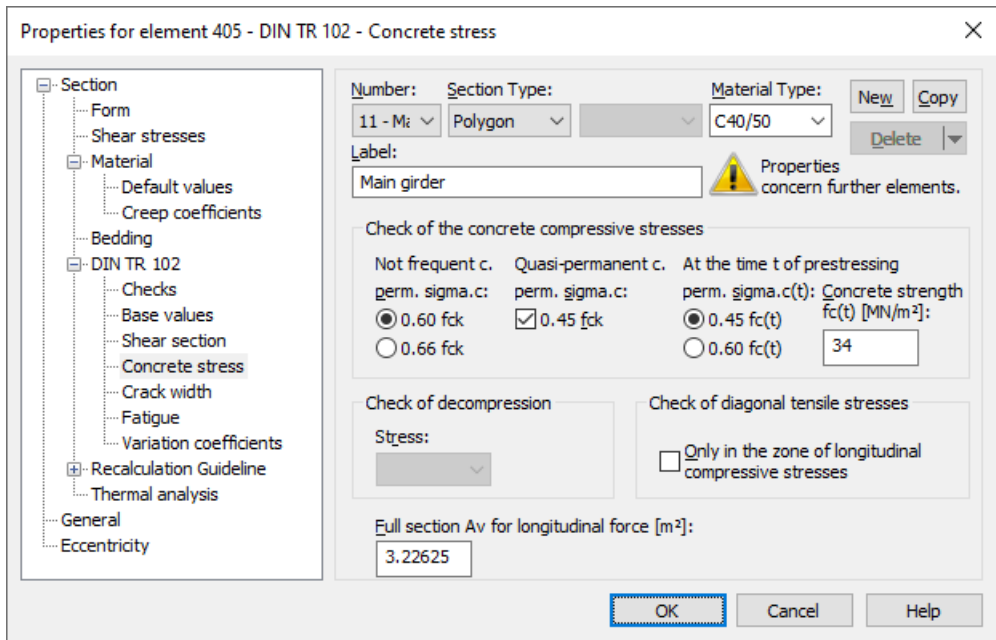 Properties for element 405 - DIN TR 102 - Concrete stress
Section
Form
Shear stresses
Material
Default values
Creep coefficients
Bedding
DIN TR 102
Checks
Base values
Shear section
Concrete stress
Crack width
Fatigue
Variation coefficients
Recalculation Guideline
Thermal analysis
General
Eccentricity
Number: Section Type: Material Type:
11 - Ma Polygon C40/50
New Copy
Delete
Label:
Main girder
Properties
concern further elements.
Check of the concrete compressive stresses
Not frequent c. Quasi-permanent c. At the time t of prestressing
perm. sigma.c: perm. sigma.c: perm. sigma.c(t): Concrete strength
fc(t) [MN/m²]:
0.60 fck 0.45 fck 0.45 fc(t) 34
0.66 fck 0.60 fc(t)
Check of decompression
Stress:
Check of diagonal tensile stresses
Only in the zone of longitudinal
compressive stresses
Full section Av for longitudinal force [m²]:
3.22625
OK Cancel Help